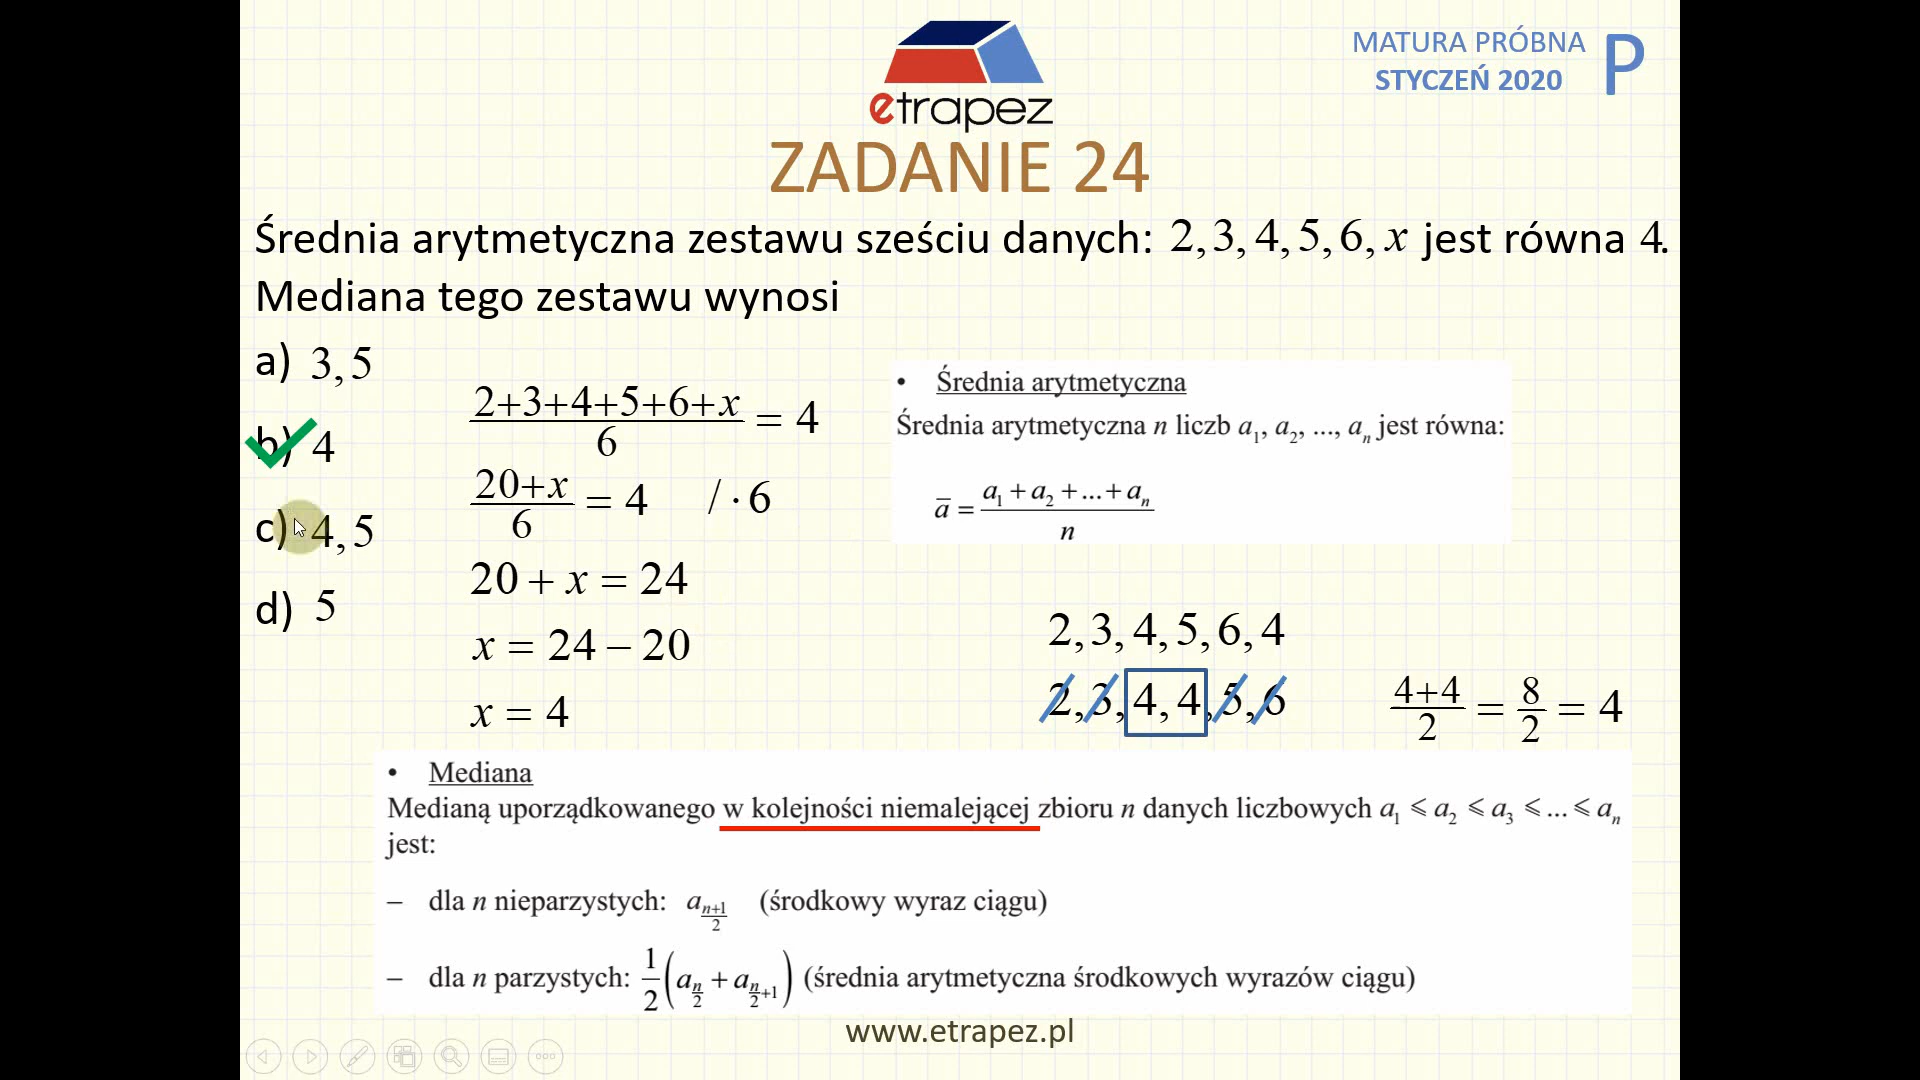 MATURA PRÓBNA
STYCZEŃ 2020
P
etrapez
ZADANIE 24
Średnia arytmetyczna zestawu sześciu danych: 2, 3, 4, 5, 6, x jest równa 4.
Mediana tego zestawu wynosi
a) 3,5
b) 4
c) 4,5
d) 5
(2+3+4+5+6+x)/6 = 4
(20+x)/6 = 4 / · 6
20 + x = 24
x = 24 − 20
x = 4
• Średnia arytmetyczna
Średnia arytmetyczna n liczb a₁, a₂, ..., aₙ jest równa:
a̅ = (a₁ + a₂ + ... + aₙ)/n
2, 3, 4, 5, 6, 4
2, 3, 4, 4, 5, 6
(4+4)/2 = 8/2 = 4
• Mediana
Medianą uporządkowanego w kolejności niemalejącej zbioru n danych liczbowych a₁ ⩽ a₂ ⩽ a₃ ⩽ ... ⩽ aₙ
jest:
– dla n nieparzystych: a_((n+1)/2) (środkowy wyraz ciągu)
– dla n parzystych: 1/2 (a_(n/2) + a_(n/2+1)) (średnia arytmetyczna środkowych wyrazów ciągu)
www.etrapez.pl